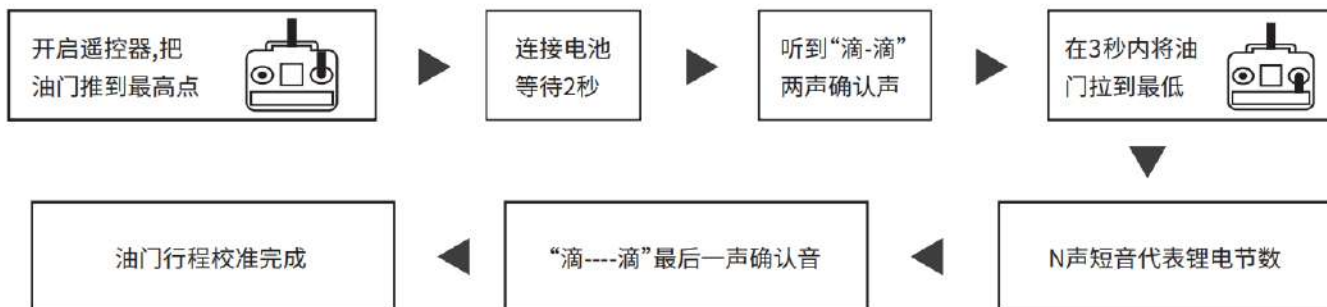 开启遥控器,把
油门推到最高点
连接电池
等待2秒
听到“滴-滴”
两声确认声
在3秒内将油
门拉到最低
N声短音代表锂电节数
“滴----滴”最后一声确认音
油门行程校准完成